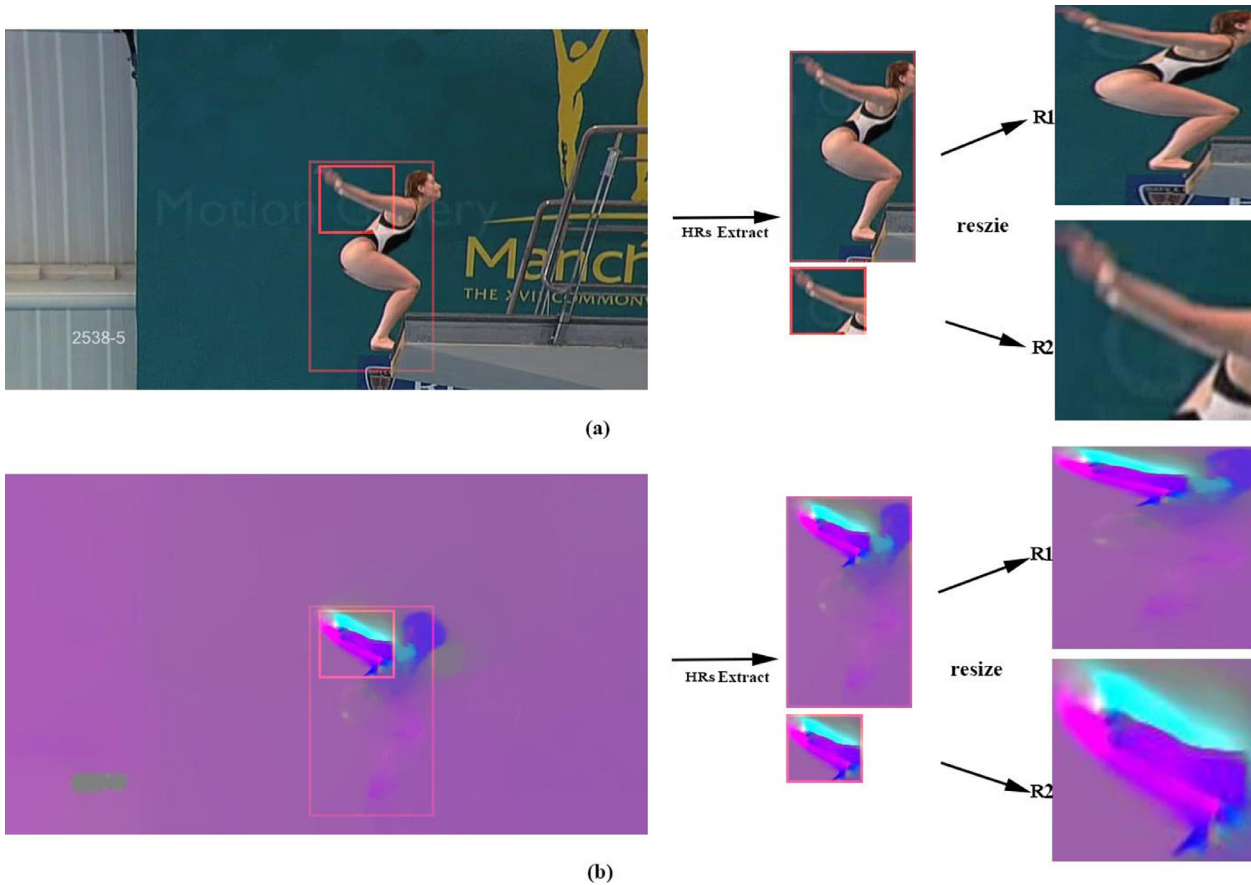 Motion Gallery
Manch
THE XVII COMMONW
2538-5
HRs Extract
R1
reszie
R2
(a)
HRs Extract
R1
resize
R2
(b)